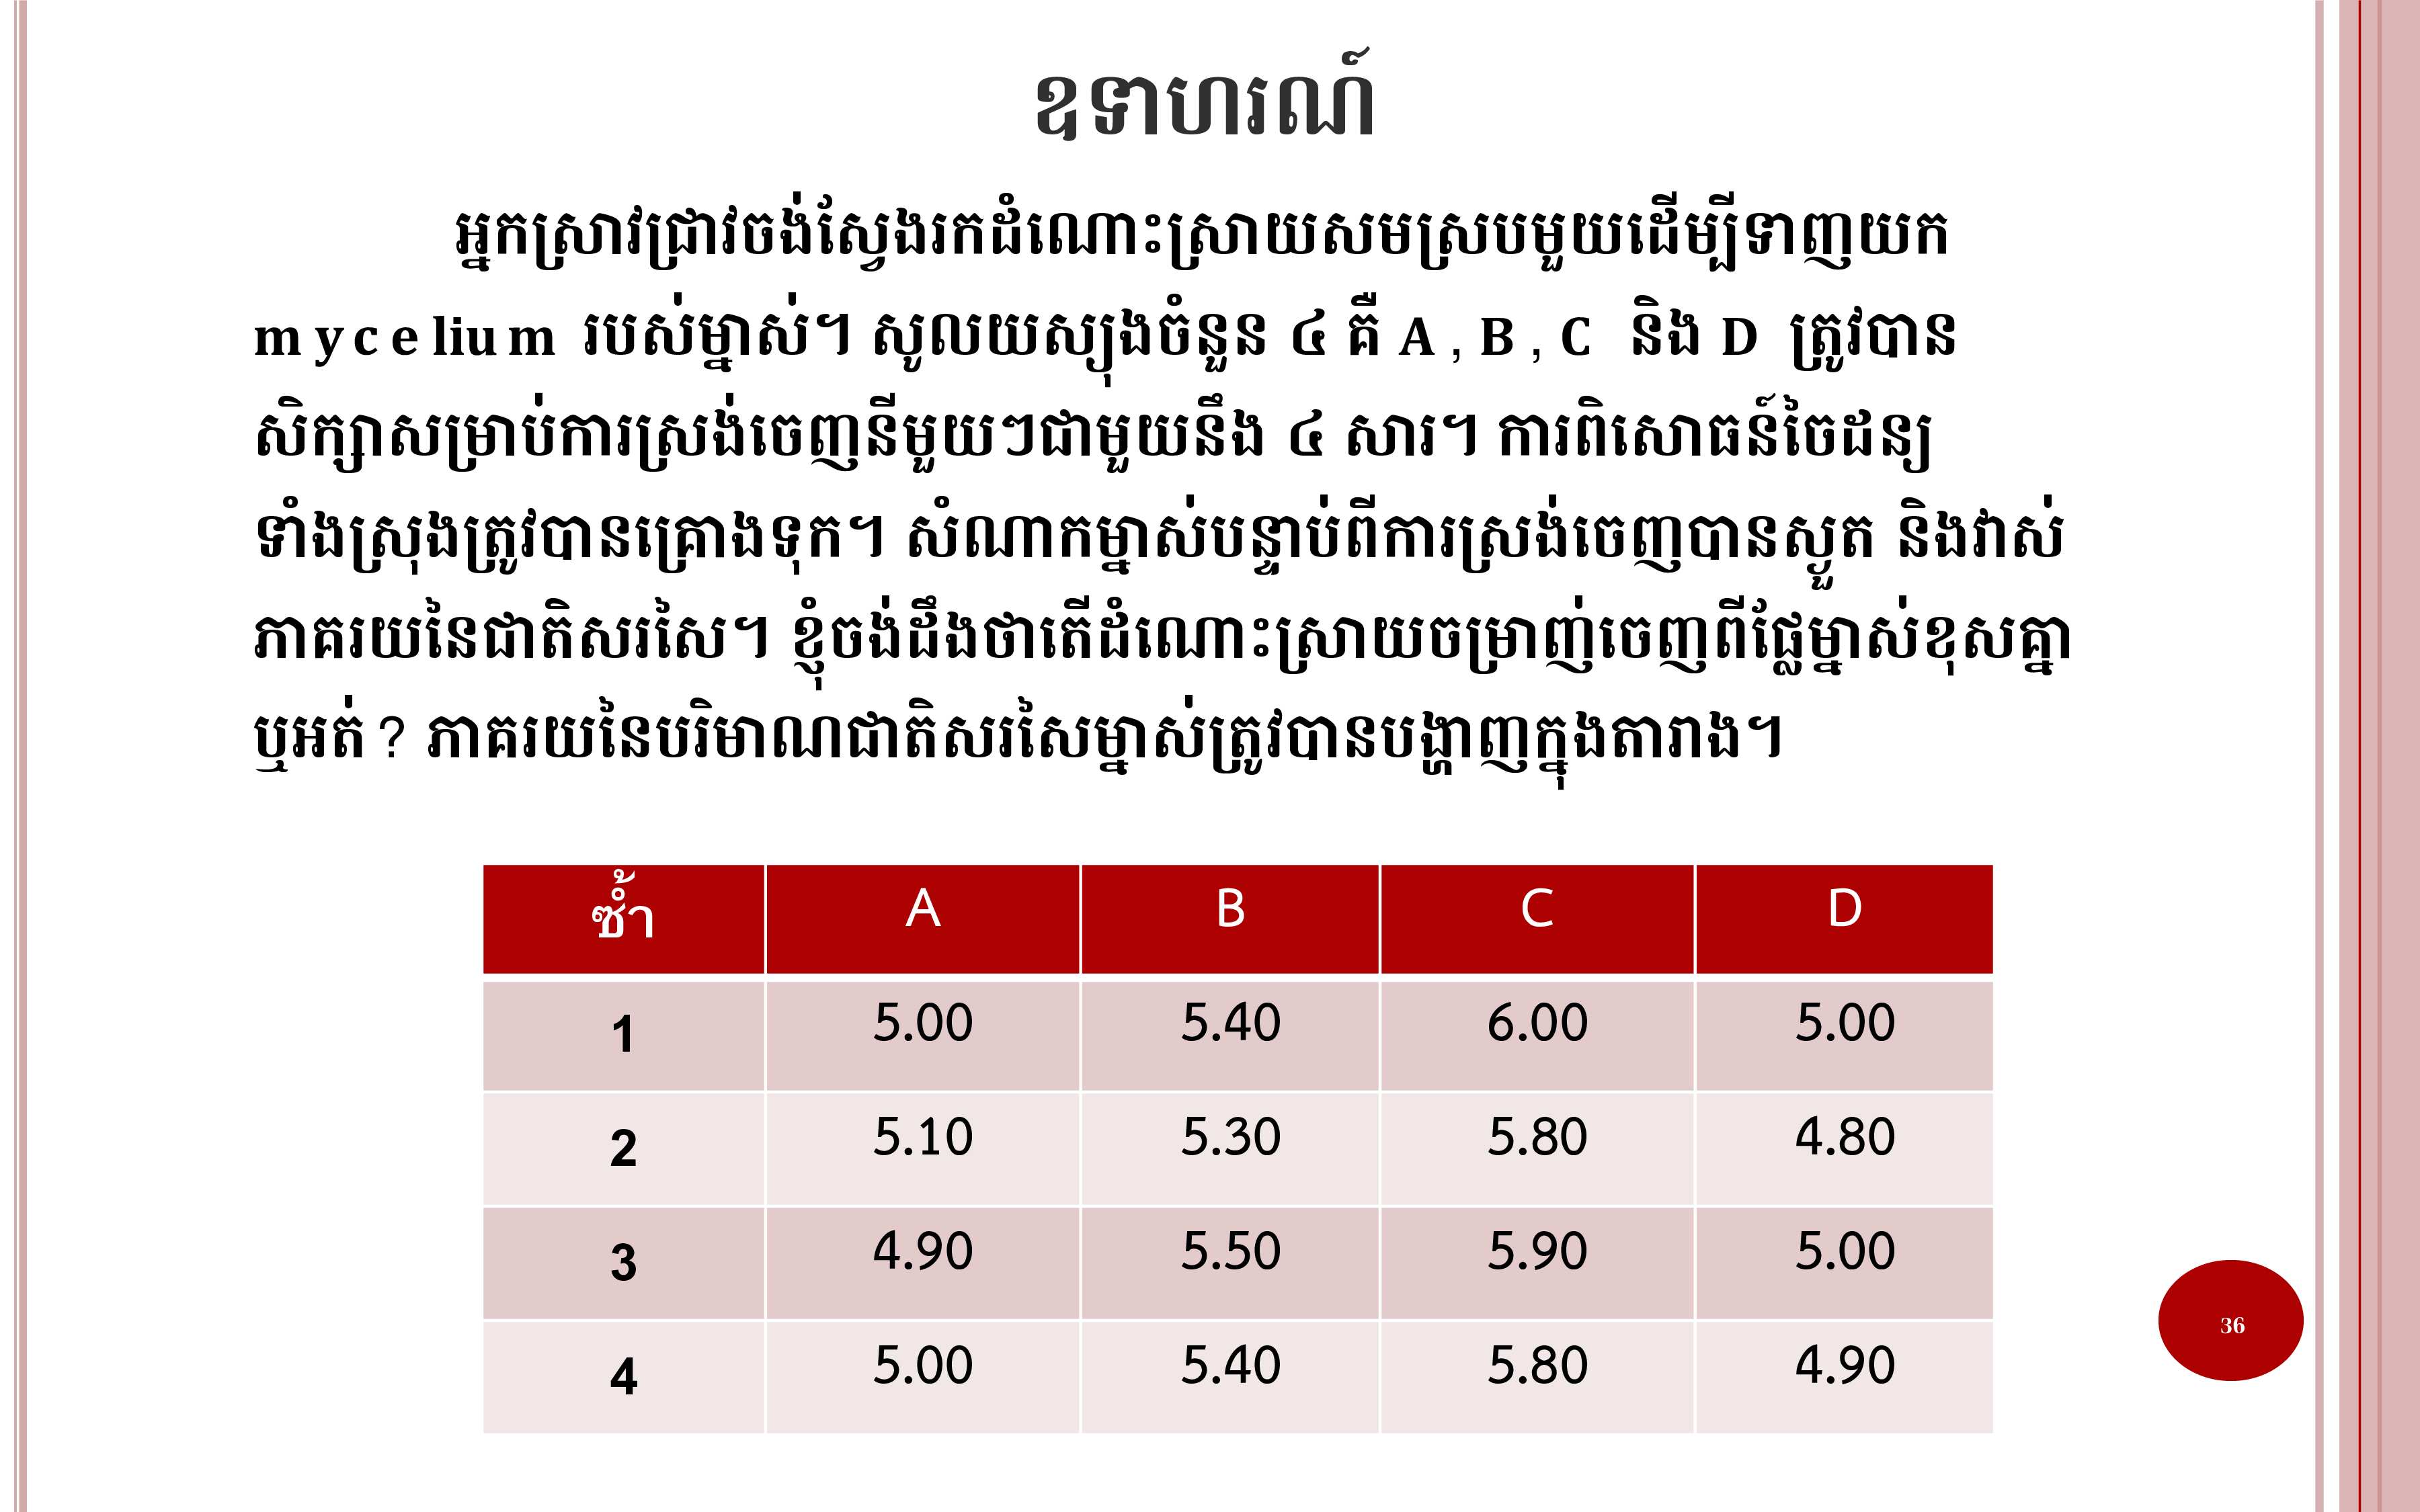 ឧទាហរណ៍
អ្នកស្រាវជ្រាវចង់ស្វែងរកដំណោះស្រាយសមស្របមួយដើម្បីទាញយក
mycelium របស់ម្នាស់។ សូលយស្យុងចំនួន ៤ គឺ A , B , C និង D ត្រូវបាន
សិក្សាសម្រាប់ការស្រង់ចេញនីមួយៗជាមួយនឹង ៤ សារ។ ការពិសោធន៍ចៃដន្យ
ទាំងស្រុងត្រូវបានគ្រោងទុក។ សំណាកម្នាស់បន្ទាប់ពីការស្រង់ចេញបានស្ងួត និងវាស់
ភាគរយនៃជាតិសរសៃ។ ខ្ញុំចង់ដឹងថាតើដំណោះស្រាយចម្រាញ់ចេញពីផ្លែម្នាស់ខុសគ្នា
ឬអត់? ភាគរយនៃបរិមាណជាតិសរសៃម្នាស់ត្រូវបានបង្ហាញក្នុងតារាង។
ซ้ำ A B C D
1 5.00 5.40 6.00 5.00
2 5.10 5.30 5.80 4.80
3 4.90 5.50 5.90 5.00
4 5.00 5.40 5.80 4.90
36